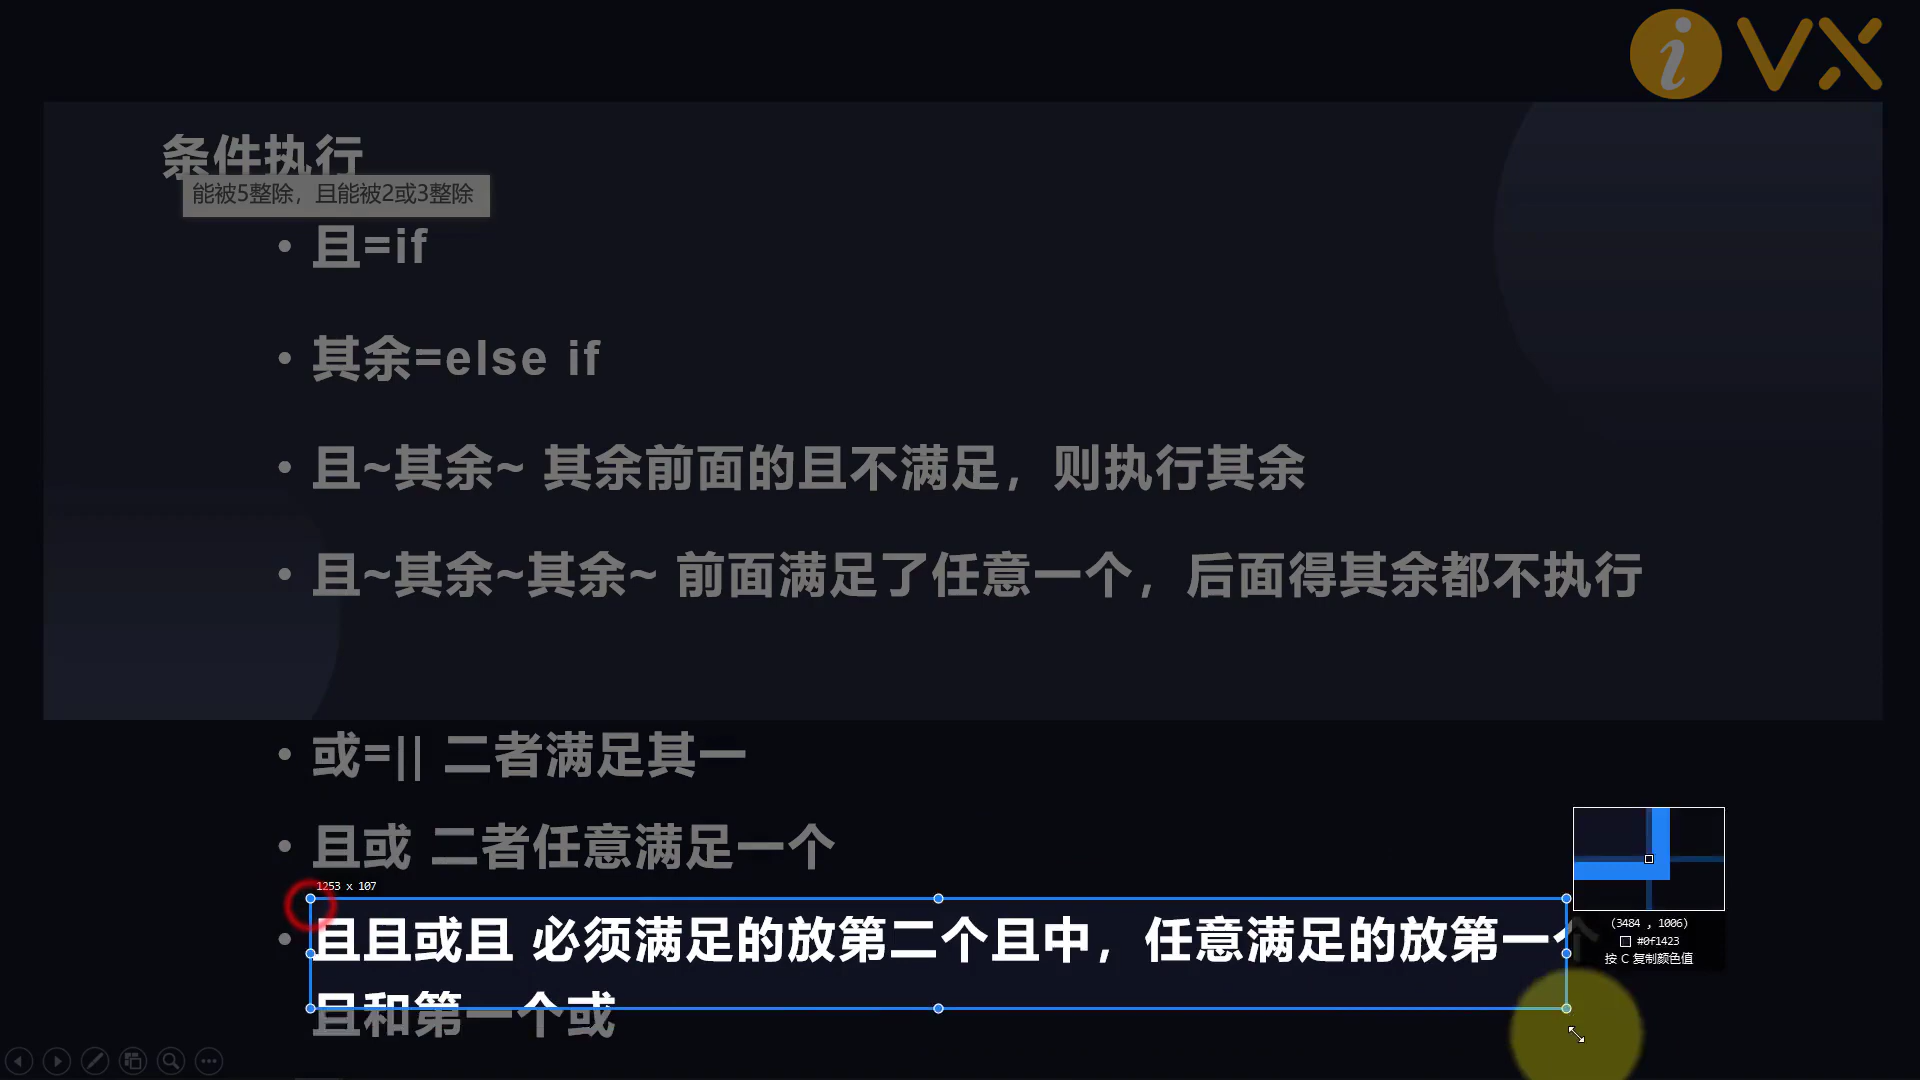 iVX
条件执行
能被5整除，且能被2或3整除
• 且=if
• 其余=else if
• 且~其余~ 其余前面的且不满足，则执行其余
• 且~其余~其余~ 前面满足了任意一个，后面得其余都不执行
• 或=|| 二者满足其一
• 且或 二者任意满足一个
1253 x 107
• 且且或且 必须满足的放第二个且中，任意满足的放第一个
且和第一个或
(3484 , 1006)
#0f1423
按 C 复制颜色值